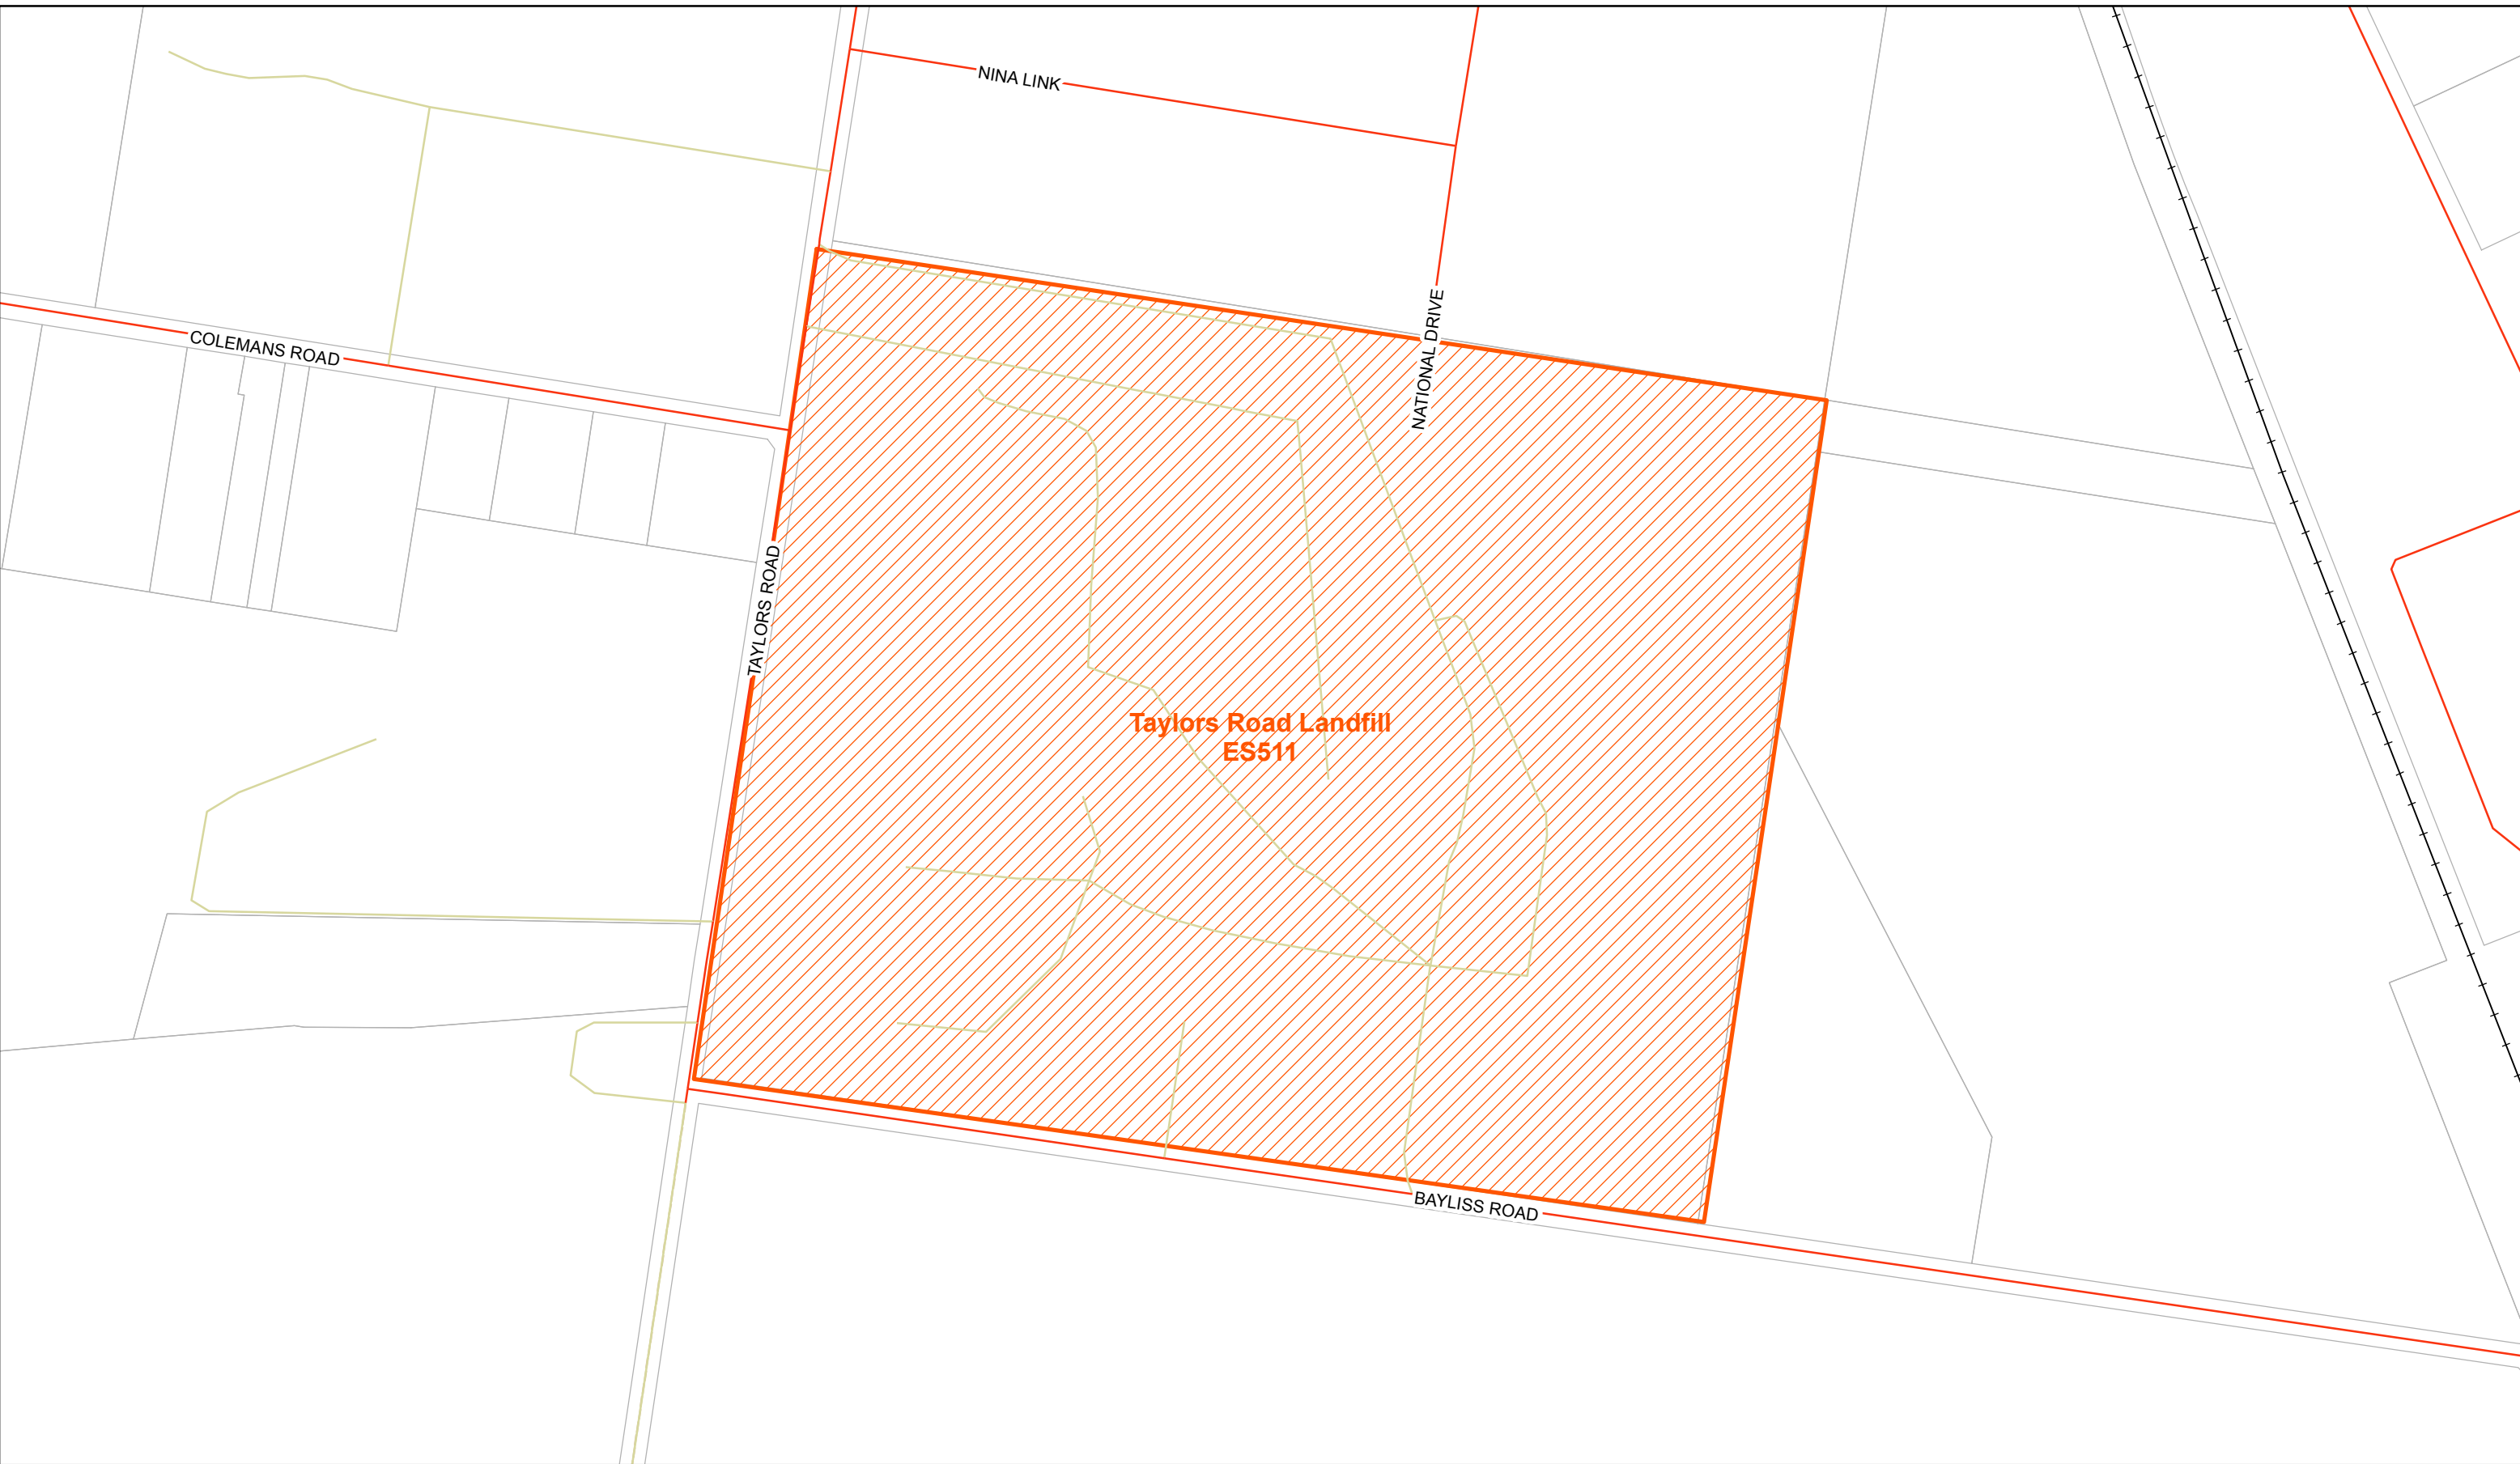 NINA LINK
NATIONAL DRIVE
COLEMANS ROAD
TAYLORS ROAD
Taylors Road Landfill
ES511
BAYLISS ROAD